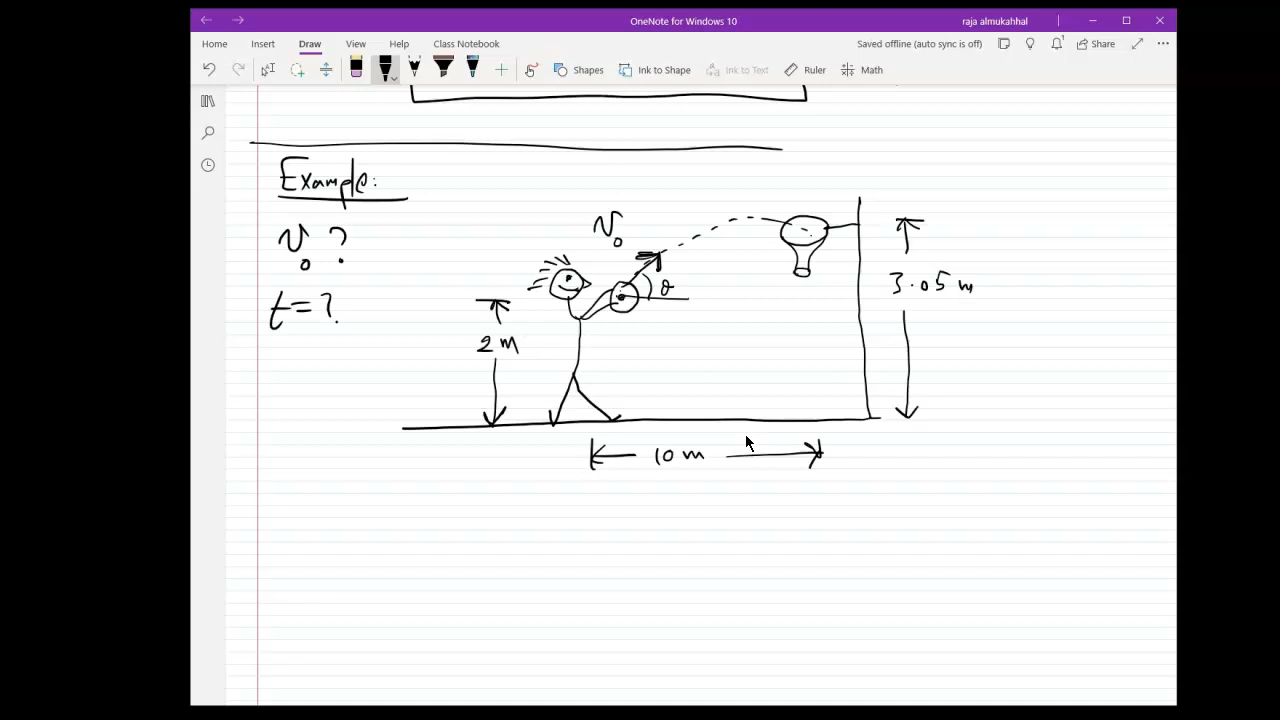 OneNote for Windows 10
raja almukahhal
Home Insert Draw View Help Class Notebook
Saved offline (auto sync is off)
Share
Shapes Ink to Shape Ink to Text Ruler Math
Example:
v₀ ?
v₀
t = ?
θ
2 m
3.05 m
10 m